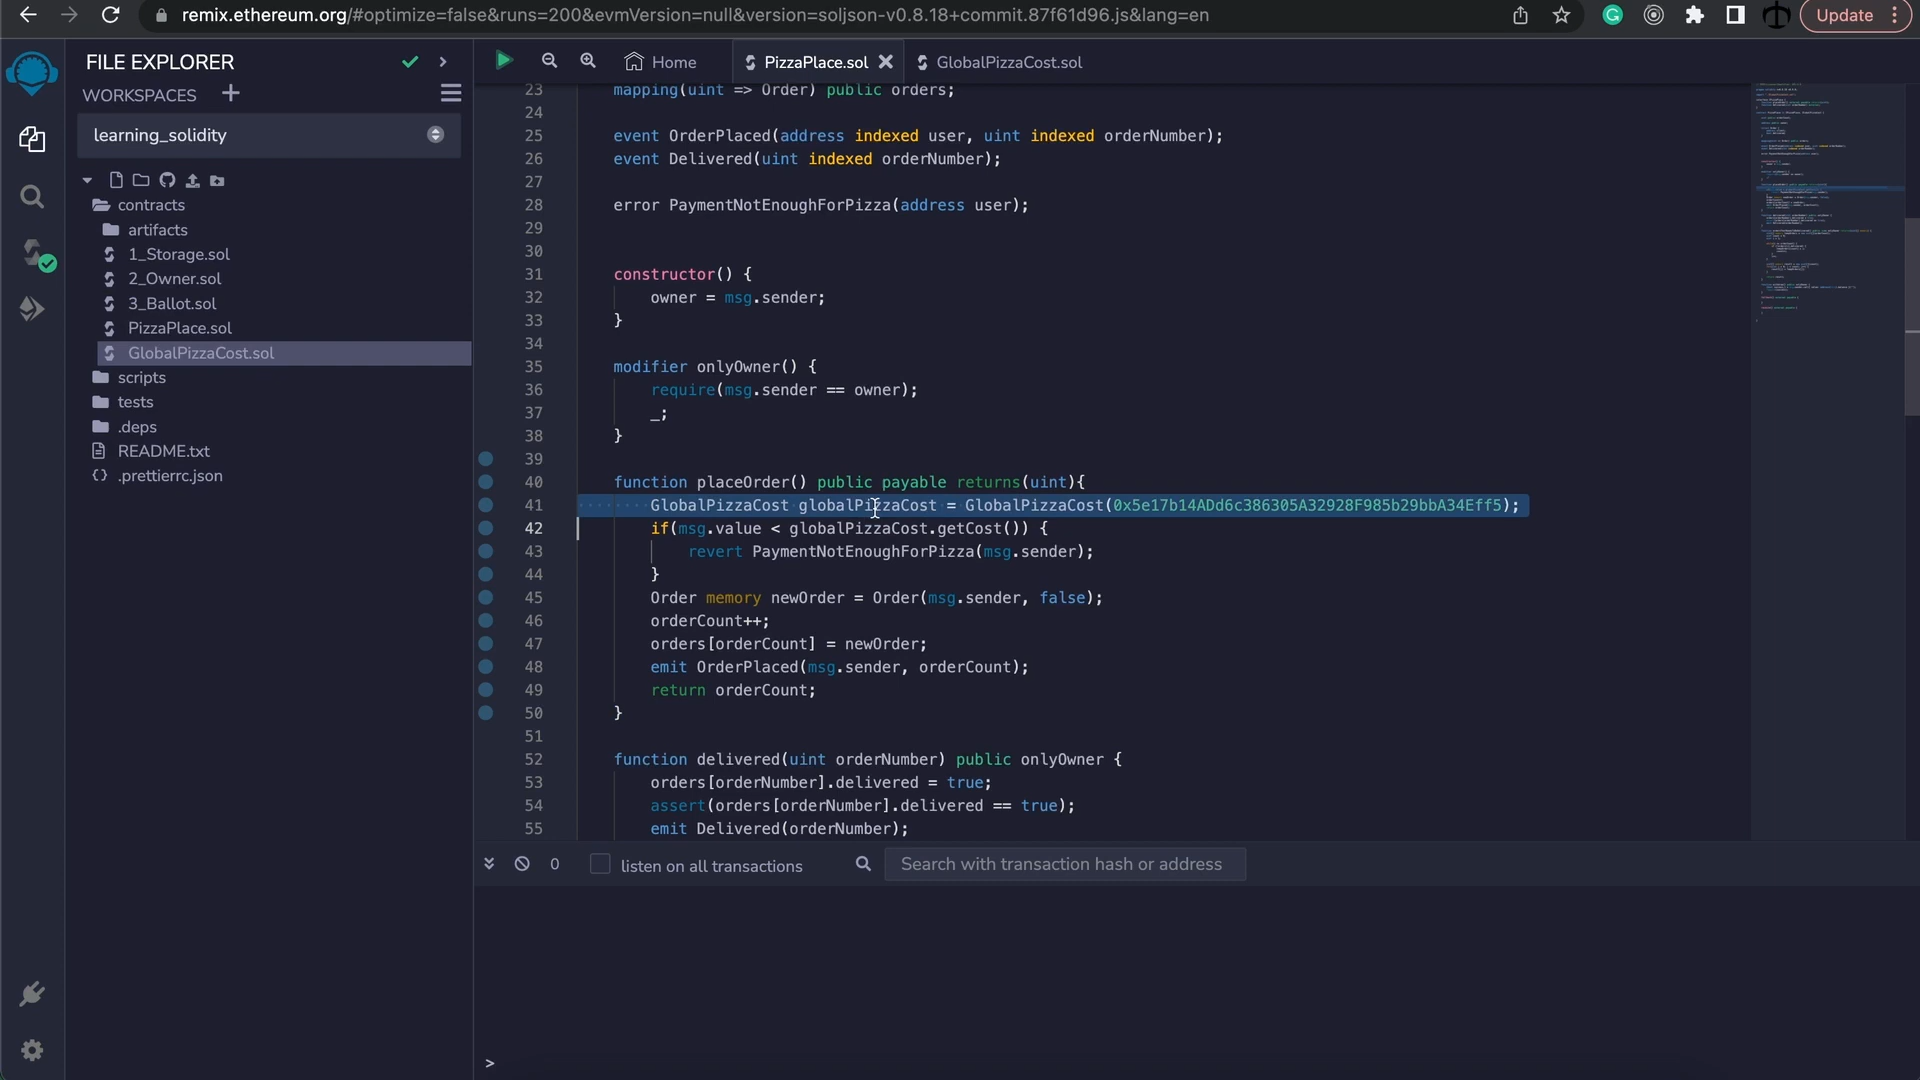 remix.ethereum.org/#optimize=false&runs=200&evmVersion=null&version=soljson-v0.8.18+commit.87f61d96.js&lang=en
Update
FILE EXPLORER
WORKSPACES
learning_solidity
contracts
artifacts
1_Storage.sol
2_Owner.sol
3_Ballot.sol
PizzaPlace.sol
GlobalPizzaCost.sol
scripts
tests
.deps
README.txt
.prettierrc.json
Home
PizzaPlace.sol
GlobalPizzaCost.sol
23 mapping(uint => Order) public orders;
24
25 event OrderPlaced(address indexed user, uint indexed orderNumber);
26 event Delivered(uint indexed orderNumber);
27
28 error PaymentNotEnoughForPizza(address user);
29
30
31 constructor() {
32 owner = msg.sender;
33 }
34
35 modifier onlyOwner() {
36 require(msg.sender == owner);
37 _;
38 }
39
40 function placeOrder() public payable returns(uint){
41 GlobalPizzaCost globalPizzaCost = GlobalPizzaCost(0x5e17b14ADd6c386305A32928F985b29bbA34Eff5);
42 if(msg.value < globalPizzaCost.getCost()) {
43 revert PaymentNotEnoughForPizza(msg.sender);
44 }
45 Order memory newOrder = Order(msg.sender, false);
46 orderCount++;
47 orders[orderCount] = newOrder;
48 emit OrderPlaced(msg.sender, orderCount);
49 return orderCount;
50 }
51
52 function delivered(uint orderNumber) public onlyOwner {
53 orders[orderNumber].delivered = true;
54 assert(orders[orderNumber].delivered == true);
55 emit Delivered(orderNumber);
0
listen on all transactions
Search with transaction hash or address
>